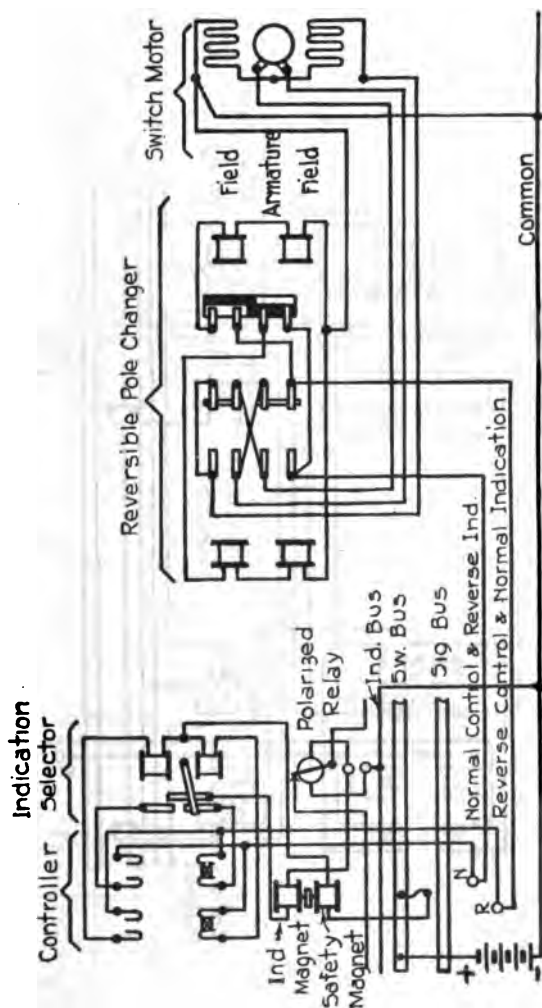 Indication
Selector
Controller
Reversible Pole Changer
Switch Motor
Field
Armature
Field
Ind
Magnet
Safety
Magnet
Polarized
Relay
Ind. Bus
Sw. Bus
Sig Bus
Normal Control & Reverse Ind.
Reverse Control & Normal Indication
Common
N
R
+
-